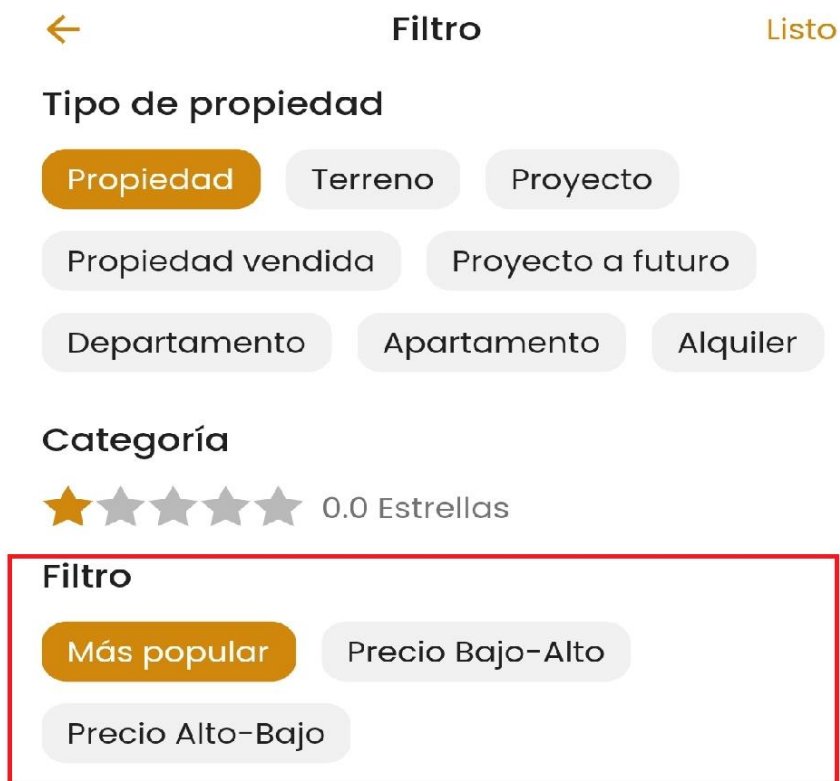 Filtro Listo
Tipo de propiedad
Propiedad Terreno Proyecto
Propiedad vendida Proyecto a futuro
Departamento Apartamento Alquiler
Categoría
0.0 Estrellas
Filtro
Más popular Precio Bajo-Alto
Precio Alto-Bajo